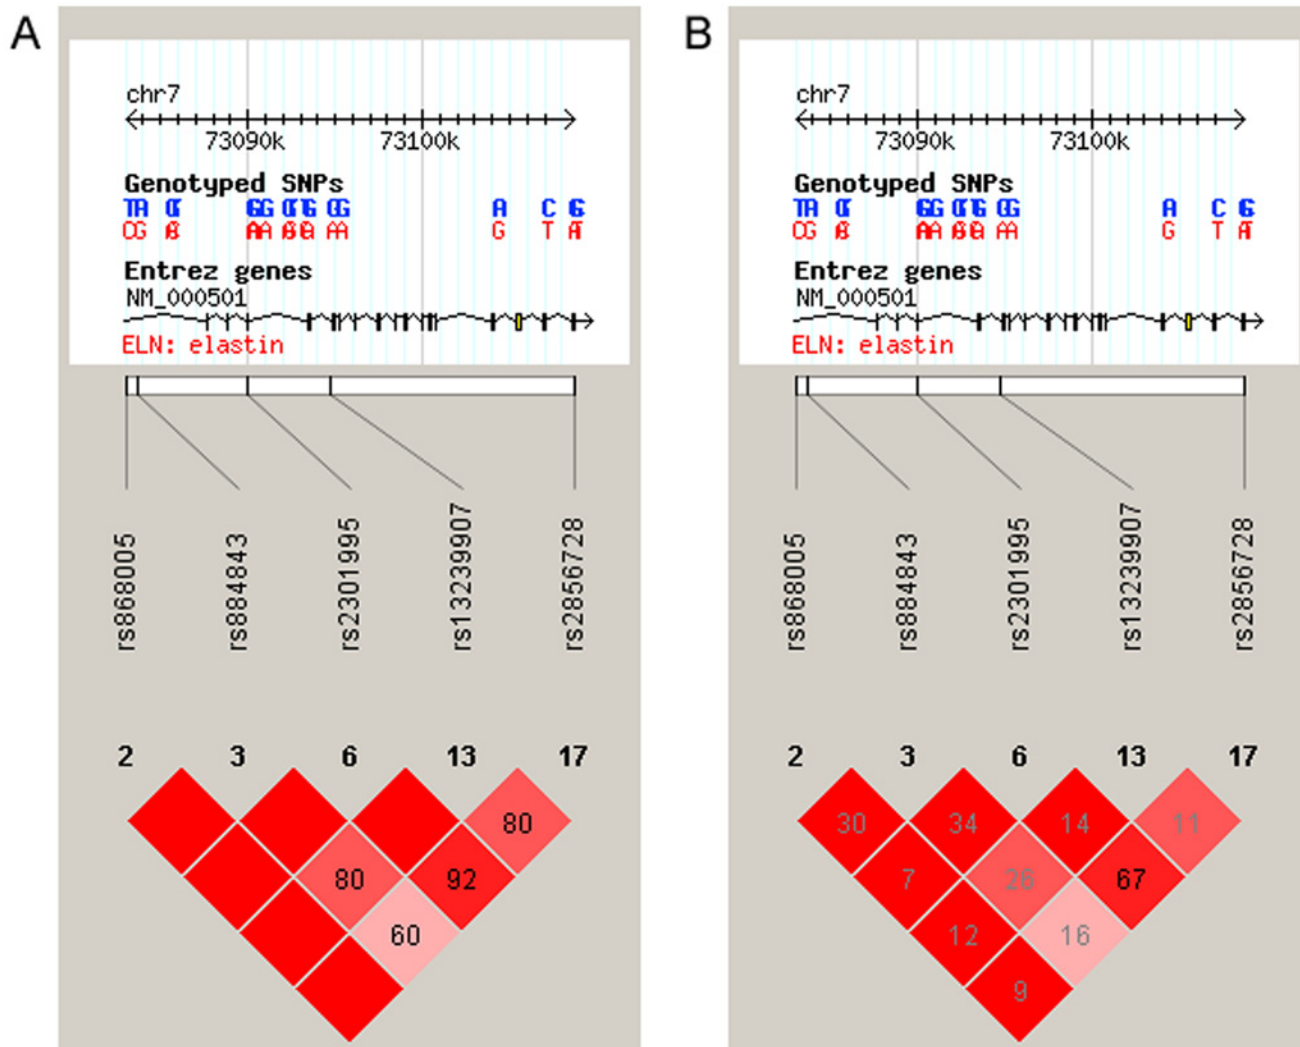 A
chr7
73090k 73100k
Genotyped SNPs
A C
G T
Entrez genes
NM_000501
ELN: elastin
rs868005
rs884843
rs2301995
rs13239907
rs2856728
2 3 6 13 17
80
80 92
60
B
chr7
73090k 73100k
Genotyped SNPs
A C
G T
Entrez genes
NM_000501
ELN: elastin
rs868005
rs884843
rs2301995
rs13239907
rs2856728
2 3 6 13 17
30 34 14 11
7 26 67
12 16
9